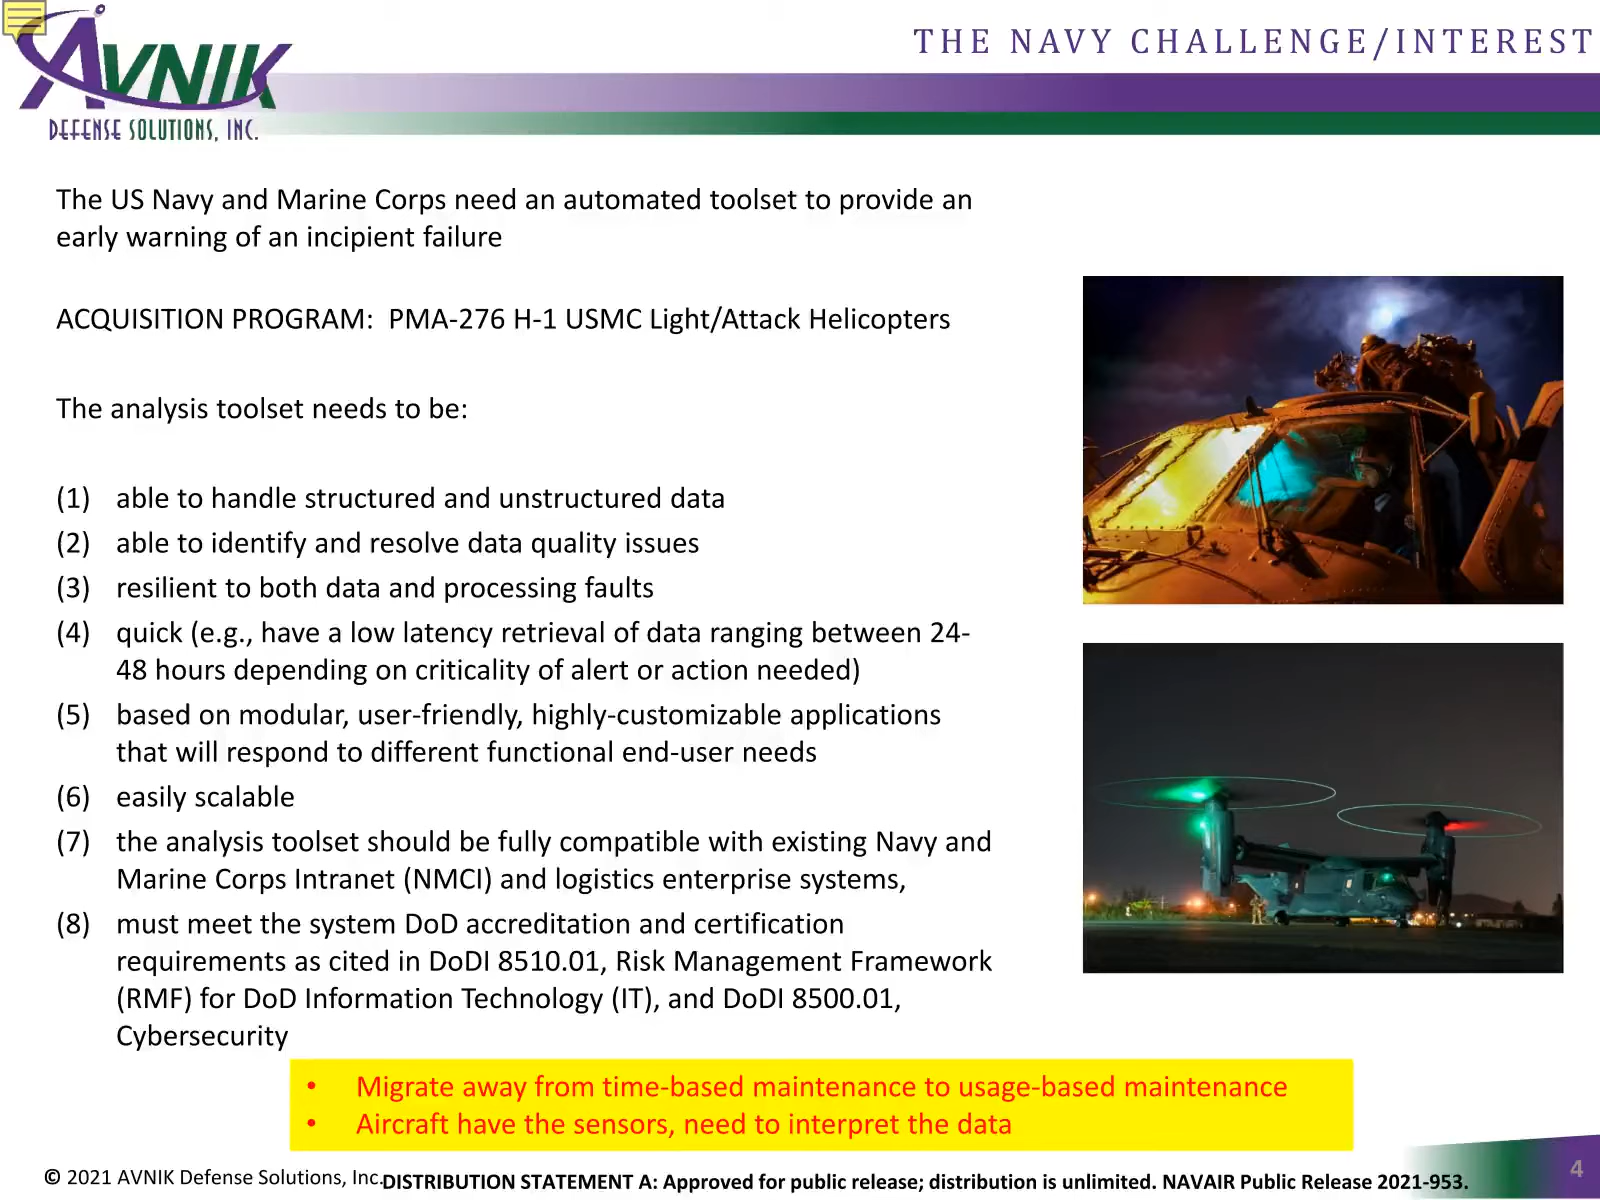 AVNIK
DEFENSE SOLUTIONS, INC.
THE NAVY CHALLENGE/INTEREST
The US Navy and Marine Corps need an automated toolset to provide an
early warning of an incipient failure
ACQUISITION PROGRAM:  PMA-276 H-1 USMC Light/Attack Helicopters
The analysis toolset needs to be:
(1) able to handle structured and unstructured data
(2) able to identify and resolve data quality issues
(3) resilient to both data and processing faults
(4) quick (e.g., have a low latency retrieval of data ranging between 24-
48 hours depending on criticality of alert or action needed)
(5) based on modular, user-friendly, highly-customizable applications
that will respond to different functional end-user needs
(6) easily scalable
(7) the analysis toolset should be fully compatible with existing Navy and
Marine Corps Intranet (NMCI) and logistics enterprise systems,
(8) must meet the system DoD accreditation and certification
requirements as cited in DoDI 8510.01, Risk Management Framework
(RMF) for DoD Information Technology (IT), and DoDI 8500.01,
Cybersecurity
• Migrate away from time-based maintenance to usage-based maintenance
• Aircraft have the sensors, need to interpret the data
© 2021 AVNIK Defense Solutions, Inc.
DISTRIBUTION STATEMENT A: Approved for public release; distribution is unlimited. NAVAIR Public Release 2021-953.
4